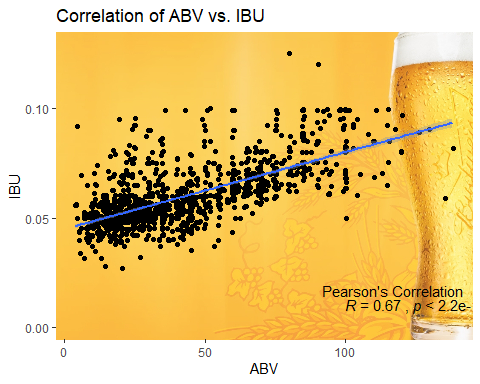 Correlation of ABV vs. IBU
IBU
0.10
0.05
0.00
Pearson's Correlation
R = 0.67 , p < 2.2e-
0
50
100
ABV